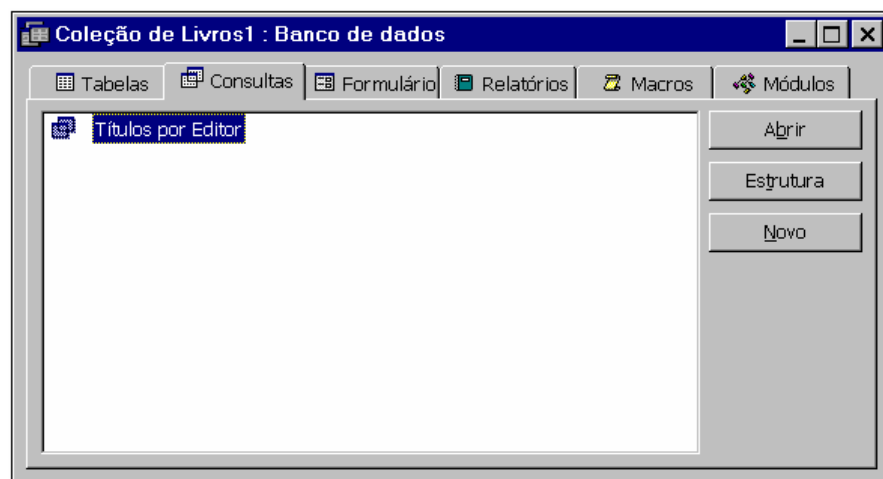 Coleção de Livros1 : Banco de dados
Tabelas Consultas Formulário Relatórios Macros Módulos
Títulos por Editor
Abrir
Estrutura
Novo